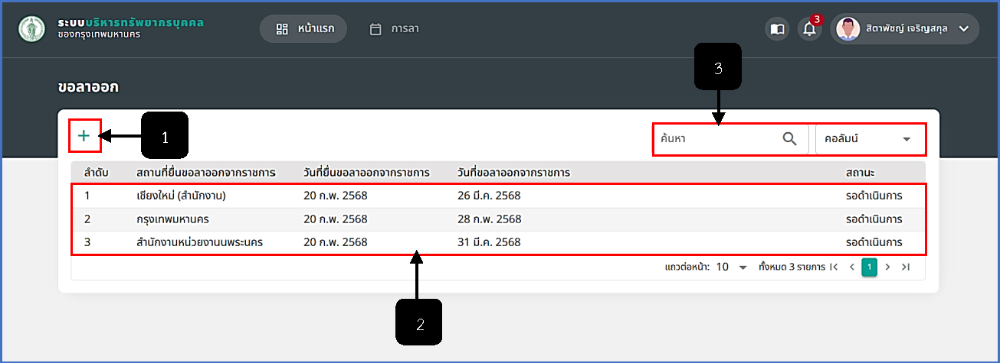 ระบบบริหารทรัพยากรบุคคล
ของกรุงเทพมหานคร
หน้าแรก
การลา
3
สิตาพัชญ์ เจริญสกุล
3
ขอลาออก
1
ค้นหา
คอลัมน์
ลำดับ สถานที่ยื่นขอลาออกจากราชการ วันที่ยื่นขอลาออกจากราชการ วันที่ขอลาออกจากราชการ สถานะ
1 เชียงใหม่ (สำนักงาน) 20 ก.พ. 2568 26 มี.ค. 2568 รอดำเนินการ
2 กรุงเทพมหานคร 20 ก.พ. 2568 28 ก.พ. 2568 รอดำเนินการ
3 สำนักงานหน่วยงานนพระนคร 20 ก.พ. 2568 31 มี.ค. 2568 รอดำเนินการ
แถวต่อหน้า: 10 ทั้งหมด 3 รายการ 1
2